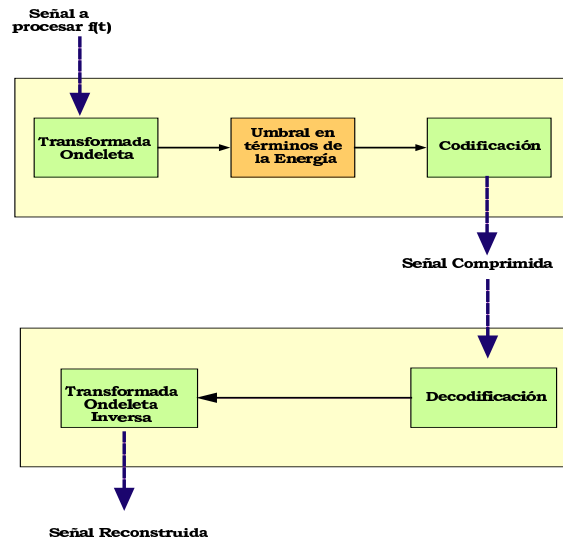 Señal a
procesar f(t)
Transformada
Ondeleta
Umbral en
términos de
la Energía
Codificación
Señal Comprimida
Decodificación
Transformada
Ondeleta
Inversa
Señal Reconstruida